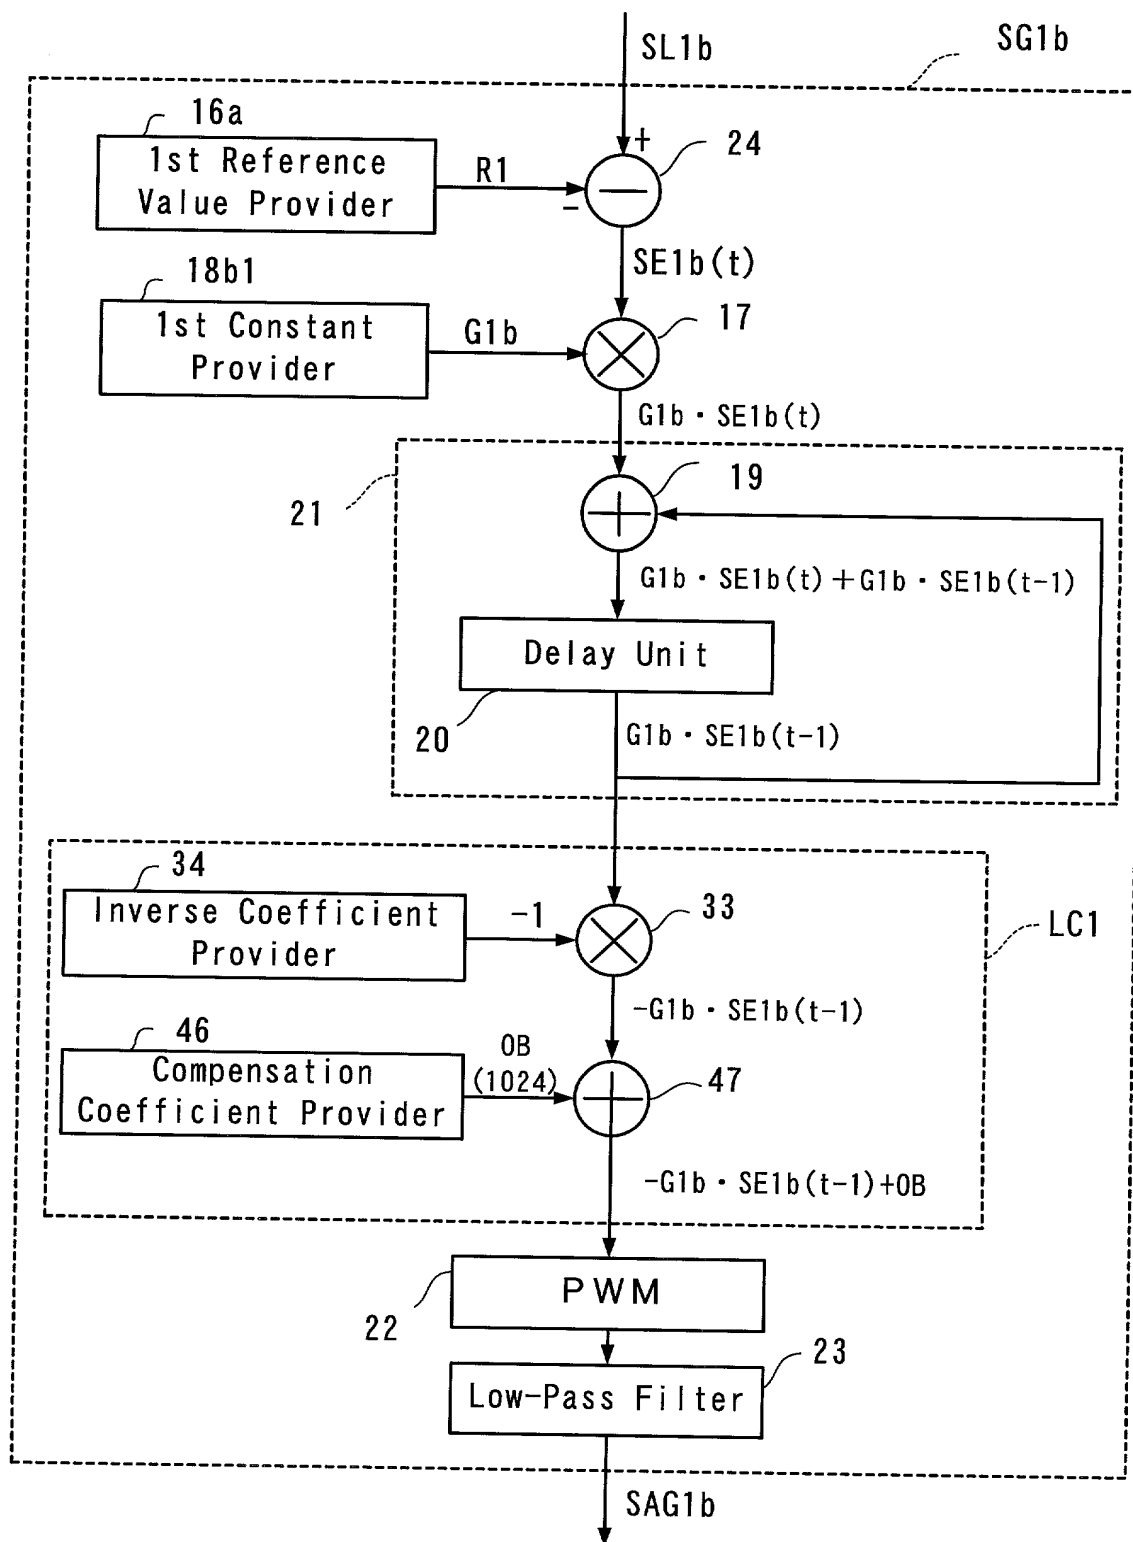 SL1b
SG1b
16a
1st Reference
Value Provider
R1
+
-
24
SE1b(t)
18b1
1st Constant
Provider
G1b
17
G1b・SE1b(t)
19
21
G1b・SE1b(t)+G1b・SE1b(t-1)
Delay Unit
20
G1b・SE1b(t-1)
34
Inverse Coefficient
Provider
-1
33
LC1
-G1b・SE1b(t-1)
46
Compensation
Coefficient Provider
OB
(1024)
47
-G1b・SE1b(t-1)+OB
PWM
22
23
Low-Pass Filter
SAG1b